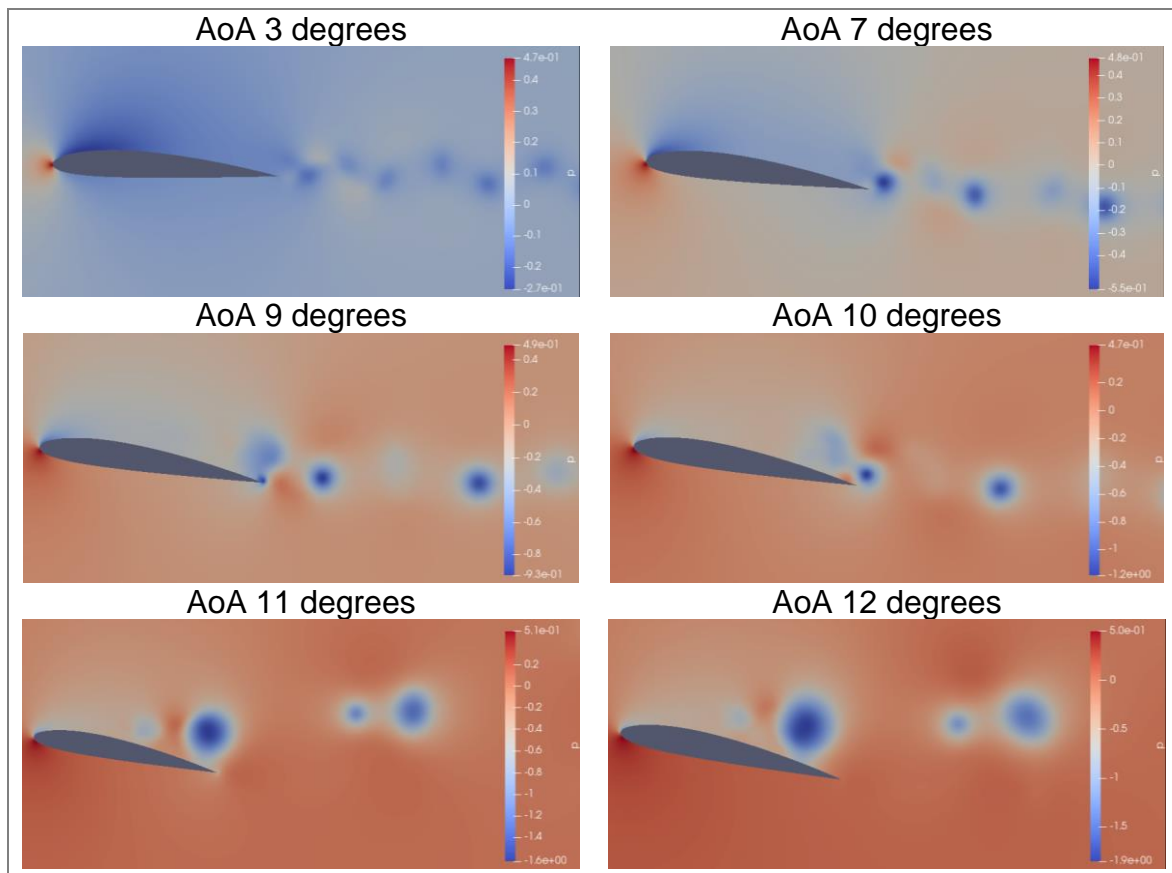 AoA 3 degrees
4.7e-01
0.4
0.3
0.2
0.1
0
-0.1
-0.2
-2.7e-01
p
AoA 7 degrees
4.8e-01
0.4
0.3
0.2
0.1
0
-0.1
-0.2
-0.3
-0.4
-5.5e-01
p
AoA 9 degrees
4.9e-01
0.4
0.2
0
-0.2
-0.4
-0.6
-0.8
-9.3e-01
p
AoA 10 degrees
4.7e-01
0.2
0
-0.2
-0.4
-0.6
-0.8
-1
-1.2e+00
p
AoA 11 degrees
5.1e-01
0.2
0
-0.2
-0.4
-0.6
-0.8
-1
-1.2
-1.4
-1.6e+00
p
AoA 12 degrees
5.0e-01
0
-0.5
-1
-1.5
-1.9e+00
p